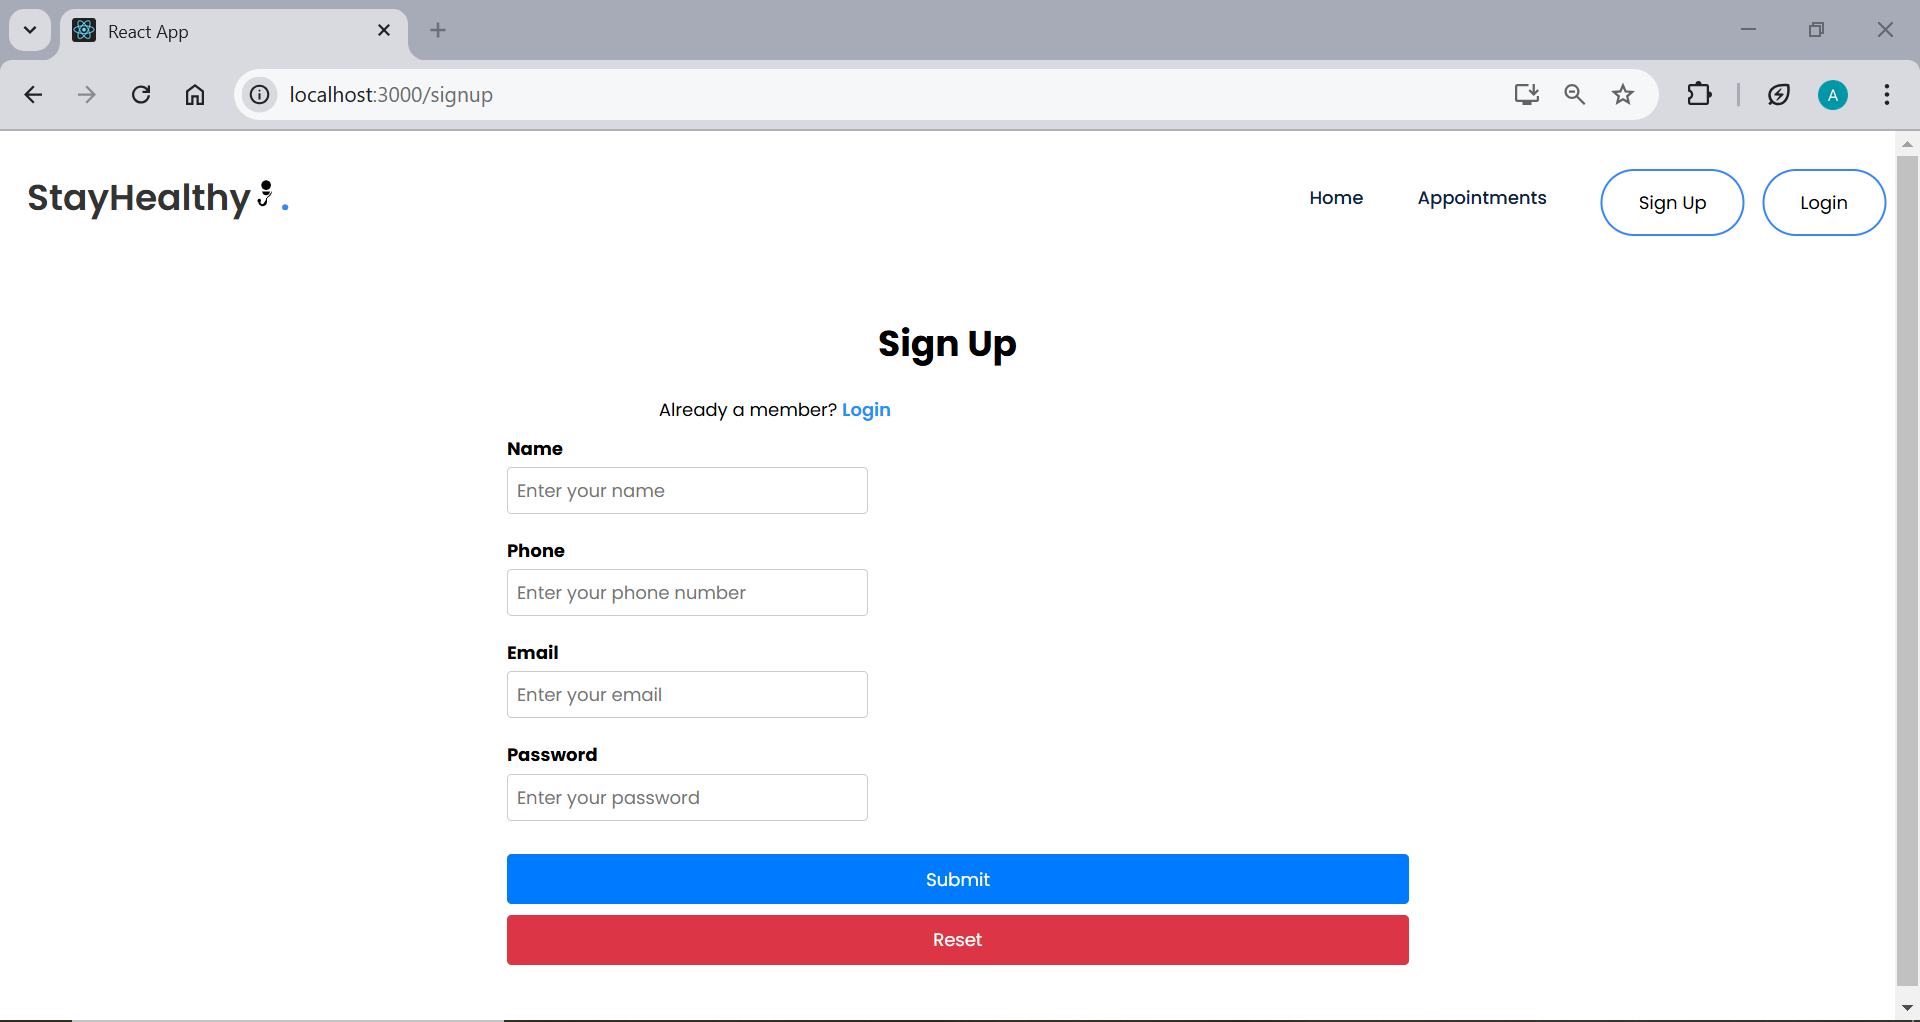 React App
localhost:3000/signup
A
StayHealthy.
Home
Appointments
Sign Up
Login
Sign Up
Already a member? Login
Name
Enter your name
Phone
Enter your phone number
Email
Enter your email
Password
Enter your password
Submit
Reset